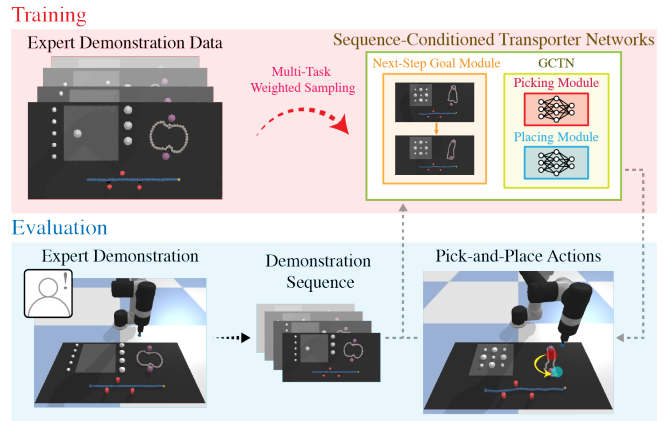 Training
Expert Demonstration Data
Multi-Task
Weighted Sampling
Sequence-Conditioned Transporter Networks
Next-Step Goal Module
GCTN
Picking Module
Placing Module
Evaluation
Expert Demonstration
!
Demonstration
Sequence
Pick-and-Place Actions